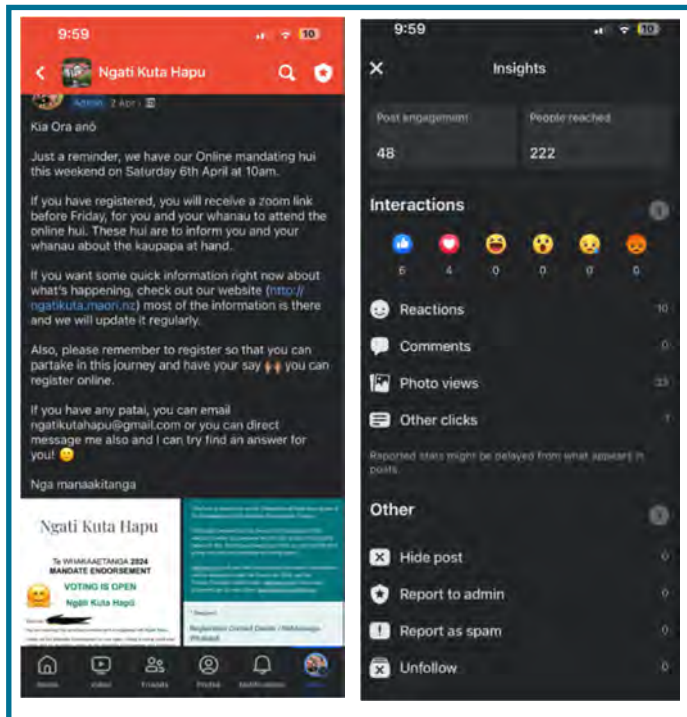 9:59
10
Ngati Kuta Hapu
Admin 2 Apr
Kia Ora anō
Just a reminder, we have our Online mandating hui
this weekend on Saturday 6th April at 10am.
If you have registered, you will receive a zoom link
before Friday, for you and your whanau to attend the
online hui. These hui are to inform you and your
whanau about the kaupapa at hand.
If you want some quick information right now about
what's happening, check out our website (http://
ngatikuta.maori.nz) most of the information is there
and we will update it regularly.
Also, please remember to register so that you can
partake in this journey and have your say you can
register online.
If you have any patai, you can email
ngatikutahapu@gmail.com or you can direct
message me also and I can try find an answer for
you!
Nga manaakitanga
Ngati Kuta Hapu
Te WHAKAAETANGA 2024
MANDATE ENDORSEMENT
VOTING IS OPEN
Ngāti Kuta Hapū
Home
Video
Friends
Profile
Notifications
9:59
10
Insights
Post engagement
48
People reached
222
Interactions
6 4 0 0 0 0
Reactions 10
Comments 0
Photo views
Other clicks
Reported stats might be delayed from what appears in
posts.
Other
Hide post 0
Report to admin 0
Report as spam 0
Unfollow 0